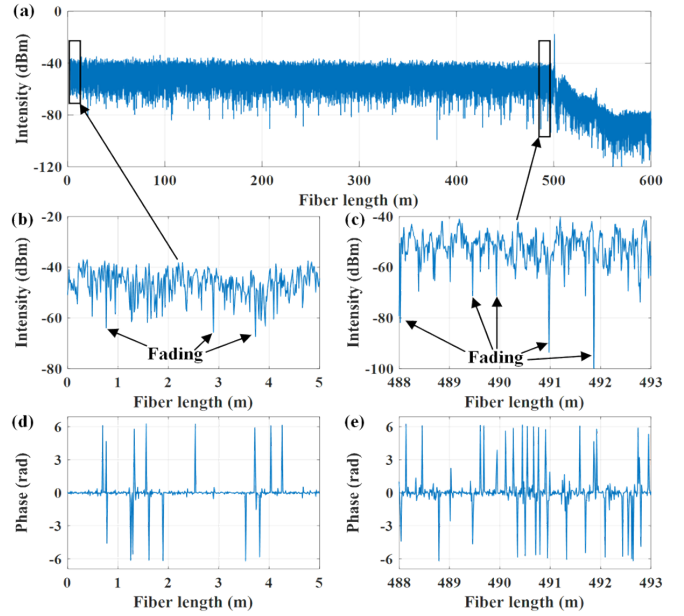 (a)
Intensity (dBm)
0
-40
-80
-120
0 100 200 300 400 500 600
Fiber length (m)
(b)
Intensity (dBm)
-20
-40
-60
-80
Fading
0 1 2 3 4 5
Fiber length (m)
(c)
Intensity (dBm)
-40
-60
-80
-100
Fading
488 489 490 491 492 493
Fiber length (m)
(d)
Phase (rad)
6
3
0
-3
-6
0 1 2 3 4 5
Fiber length (m)
(e)
Phase (rad)
6
3
0
-3
-6
488 489 490 491 492 493
Fiber length (m)